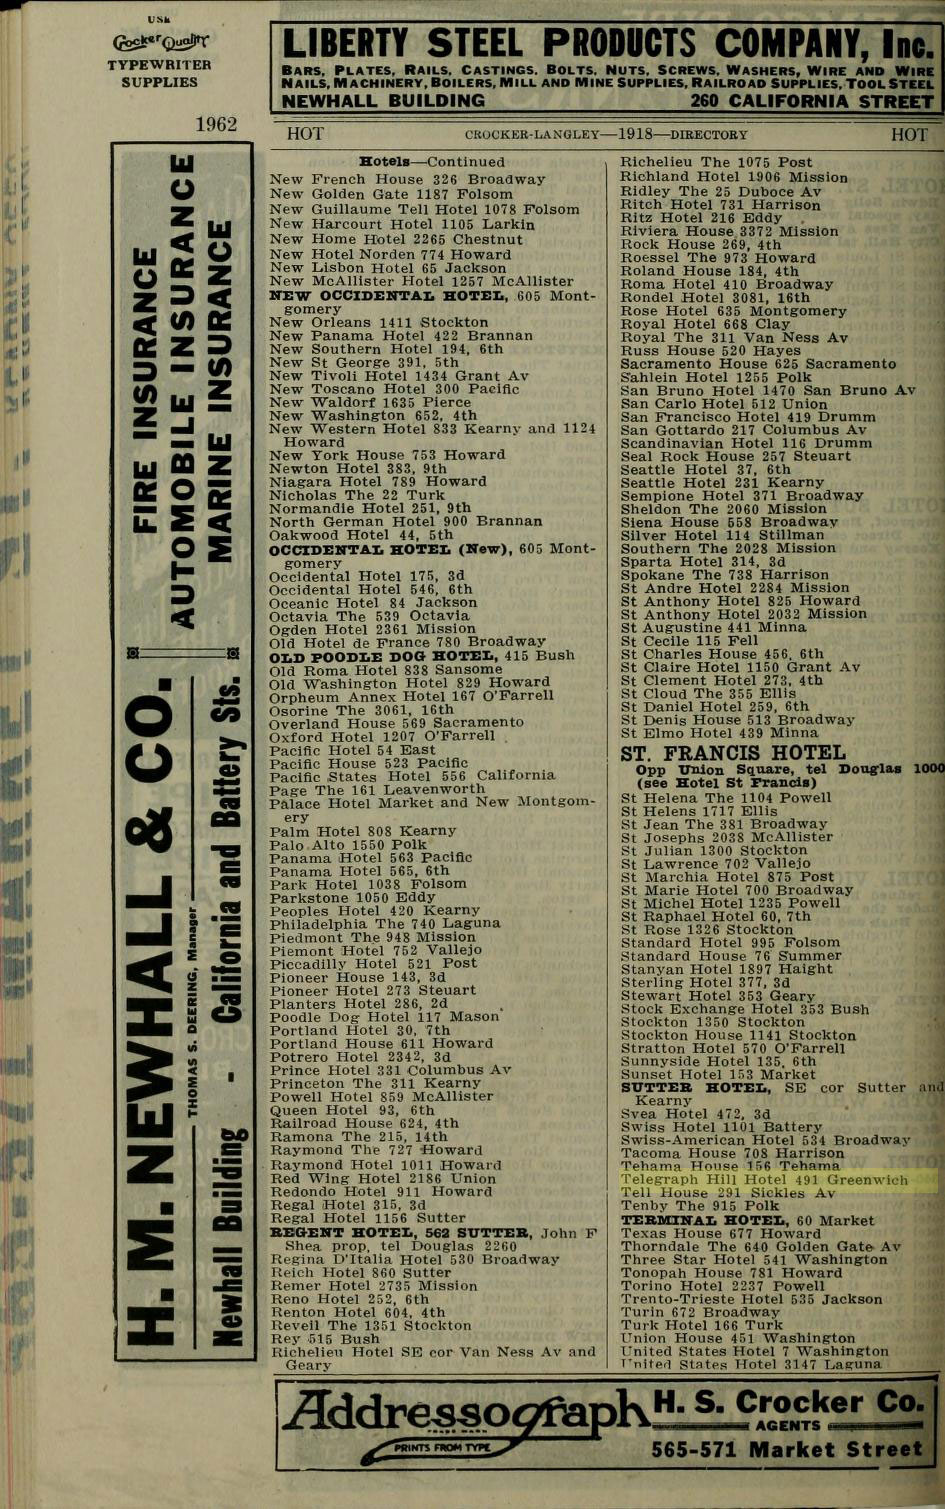 USE
Crocker Quality
TYPEWRITER
SUPPLIES
LIBERTY STEEL PRODUCTS COMPANY, Inc.
BARS, PLATES, RAILS, CASTINGS, BOLTS, NUTS, SCREWS, WASHERS, WIRE AND WIRE
NAILS, MACHINERY, BOILERS, MILL AND MINE SUPPLIES, RAILROAD SUPPLIES, TOOL STEEL
NEWHALL BUILDING 260 CALIFORNIA STREET
1962
HOT CROCKER-LANGLEY—1918—DIRECTORY HOT
FIRE INSURANCE
AUTOMOBILE INSURANCE
MARINE INSURANCE
H. M. NEWHALL & CO.
THOMAS S. DEERING, Manager
Newhall Building - California and Battery Sts.
Hotels—Continued
New French House 326 Broadway
New Golden Gate 1187 Folsom
New Guillaume Tell Hotel 1078 Folsom
New Harcourt Hotel 1105 Larkin
New Home Hotel 2265 Chestnut
New Hotel Norden 774 Howard
New Lisbon Hotel 65 Jackson
New McAllister Hotel 1257 McAllister
NEW OCCIDENTAL HOTEL, 605 Mont-
gomery
New Orleans 1411 Stockton
New Panama Hotel 422 Brannan
New Southern Hotel 194, 6th
New St George 391, 5th
New Tivoli Hotel 1434 Grant Av
New Toscano Hotel 300 Pacific
New Waldorf 1635 Pierce
New Washington 652, 4th
New Western Hotel 833 Kearny and 1124
Howard
New York House 753 Howard
Newton Hotel 383, 9th
Niagara Hotel 789 Howard
Nicholas The 22 Turk
Normandie Hotel 251, 9th
North German Hotel 900 Brannan
Oakwood Hotel 44, 5th
OCCIDENTAL HOTEL (New), 605 Mont-
gomery
Occidental Hotel 175, 3d
Occidental Hotel 546, 6th
Oceanic Hotel 84 Jackson
Octavia The 539 Octavia
Ogden Hotel 2361 Mission
Old Hotel de France 780 Broadway
OLD POODLE DOG HOTEL, 415 Bush
Old Roma Hotel 838 Sansome
Old Washington Hotel 829 Howard
Orpheum Annex Hotel 167 O'Farrell
Osorine The 3061, 16th
Overland House 569 Sacramento
Oxford Hotel 1207 O'Farrell
Pacific Hotel 54 East
Pacific House 523 Pacific
Pacific States Hotel 556 California
Page The 161 Leavenworth
Palace Hotel Market and New Montgom-
ery
Palm Hotel 808 Kearny
Palo Alto 1550 Polk
Panama Hotel 563 Pacific
Panama Hotel 565, 6th
Park Hotel 1038 Folsom
Parkstone 1050 Eddy
Peoples Hotel 420 Kearny
Philadelphia The 740 Laguna
Piedmont The 948 Mission
Piemont Hotel 752 Vallejo
Piccadilly Hotel 521 Post
Pioneer House 143, 3d
Pioneer Hotel 273 Steuart
Planters Hotel 286, 2d
Poodle Dog Hotel 117 Mason
Portland Hotel 30, 7th
Portland House 611 Howard
Potrero Hotel 2342, 3d
Prince Hotel 331 Columbus Av
Princeton The 311 Kearny
Powell Hotel 859 McAllister
Queen Hotel 93, 6th
Railroad House 624, 4th
Ramona The 215, 14th
Raymond The 727 Howard
Raymond Hotel 1011 Howard
Red Wing Hotel 2186 Union
Redondo Hotel 911 Howard
Regal Hotel 315, 3d
Regal Hotel 1156 Sutter
REGENT HOTEL, 562 SUTTER, John F
Shea prop, tel Douglas 2260
Regina D'Italia Hotel 530 Broadway
Reich Hotel 860 Sutter
Remer Hotel 2735 Mission
Reno Hotel 252, 6th
Renton Hotel 604, 4th
Reveil The 1351 Stockton
Rey 515 Bush
Richelieu Hotel SE cor Van Ness Av and
Geary
Richelieu The 1075 Post
Richland Hotel 1906 Mission
Ridley The 25 Duboce Av
Ritch Hotel 731 Harrison
Ritz Hotel 216 Eddy
Riviera House 3372 Mission
Rock House 269, 4th
Roessel The 973 Howard
Roland House 184, 4th
Roma Hotel 410 Broadway
Rondel Hotel 3081, 16th
Rose Hotel 635 Montgomery
Royal Hotel 668 Clay
Royal The 311 Van Ness Av
Russ House 520 Hayes
Sacramento House 625 Sacramento
Sahlein Hotel 1255 Polk
San Bruno Hotel 1470 San Bruno Av
San Carlo Hotel 512 Union
San Francisco Hotel 419 Drumm
San Gottardo 217 Columbus Av
Scandinavian Hotel 116 Drumm
Seal Rock House 257 Steuart
Seattle Hotel 37, 6th
Seattle Hotel 231 Kearny
Sempione Hotel 371 Broadway
Sheldon The 2060 Mission
Siena House 558 Broadway
Silver Hotel 114 Stillman
Southern The 2028 Mission
Sparta Hotel 314, 3d
Spokane The 738 Harrison
St Andre Hotel 2284 Mission
St Anthony Hotel 825 Howard
St Anthony Hotel 2032 Mission
St Augustine 441 Minna
St Cecile 115 Fell
St Charles House 456, 6th
St Claire Hotel 1150 Grant Av
St Clement Hotel 273, 4th
St Cloud The 355 Ellis
St Daniel Hotel 259, 6th
St Denis House 513 Broadway
St Elmo Hotel 439 Minna
ST. FRANCIS HOTEL
Opp Union Square, tel Douglas 1000
(see Hotel St Francis)
St Helena The 1104 Powell
St Helens 1717 Ellis
St Jean The 381 Broadway
St Josephs 2038 McAllister
St Julian 1300 Stockton
St Lawrence 702 Vallejo
St Marchia Hotel 875 Post
St Marie Hotel 700 Broadway
St Michel Hotel 1235 Powell
St Raphael Hotel 60, 7th
St Rose 1326 Stockton
Standard Hotel 995 Folsom
Standard House 76 Summer
Stanyan Hotel 1897 Haight
Sterling Hotel 377, 3d
Stewart Hotel 353 Geary
Stock Exchange Hotel 353 Bush
Stockton 1350 Stockton
Stockton House 1141 Stockton
Stratton Hotel 570 O'Farrell
Sunnyside Hotel 135, 6th
Sunset Hotel 153 Market
SUTTER HOTEL, SE cor Sutter and
Kearny
Svea Hotel 472, 3d
Swiss Hotel 1101 Battery
Swiss-American Hotel 534 Broadway
Tacoma House 708 Harrison
Tehama House 156 Tehama
Telegraph Hill Hotel 491 Greenwich
Tell House 291 Sickles Av
Tenby The 915 Polk
TERMINAL HOTEL, 60 Market
Texas House 677 Howard
Thorndale The 640 Golden Gate Av
Three Star Hotel 541 Washington
Tonopah House 781 Howard
Torino Hotel 2237 Powell
Trento-Trieste Hotel 535 Jackson
Turin 672 Broadway
Turk Hotel 166 Turk
Union House 451 Washington
United States Hotel 7 Washington
United States Hotel 3147 Laguna
Addressograph
TRADE MARK
PRINTS FROM TYPE
H. S. Crocker Co.
AGENTS
565-571 Market Street